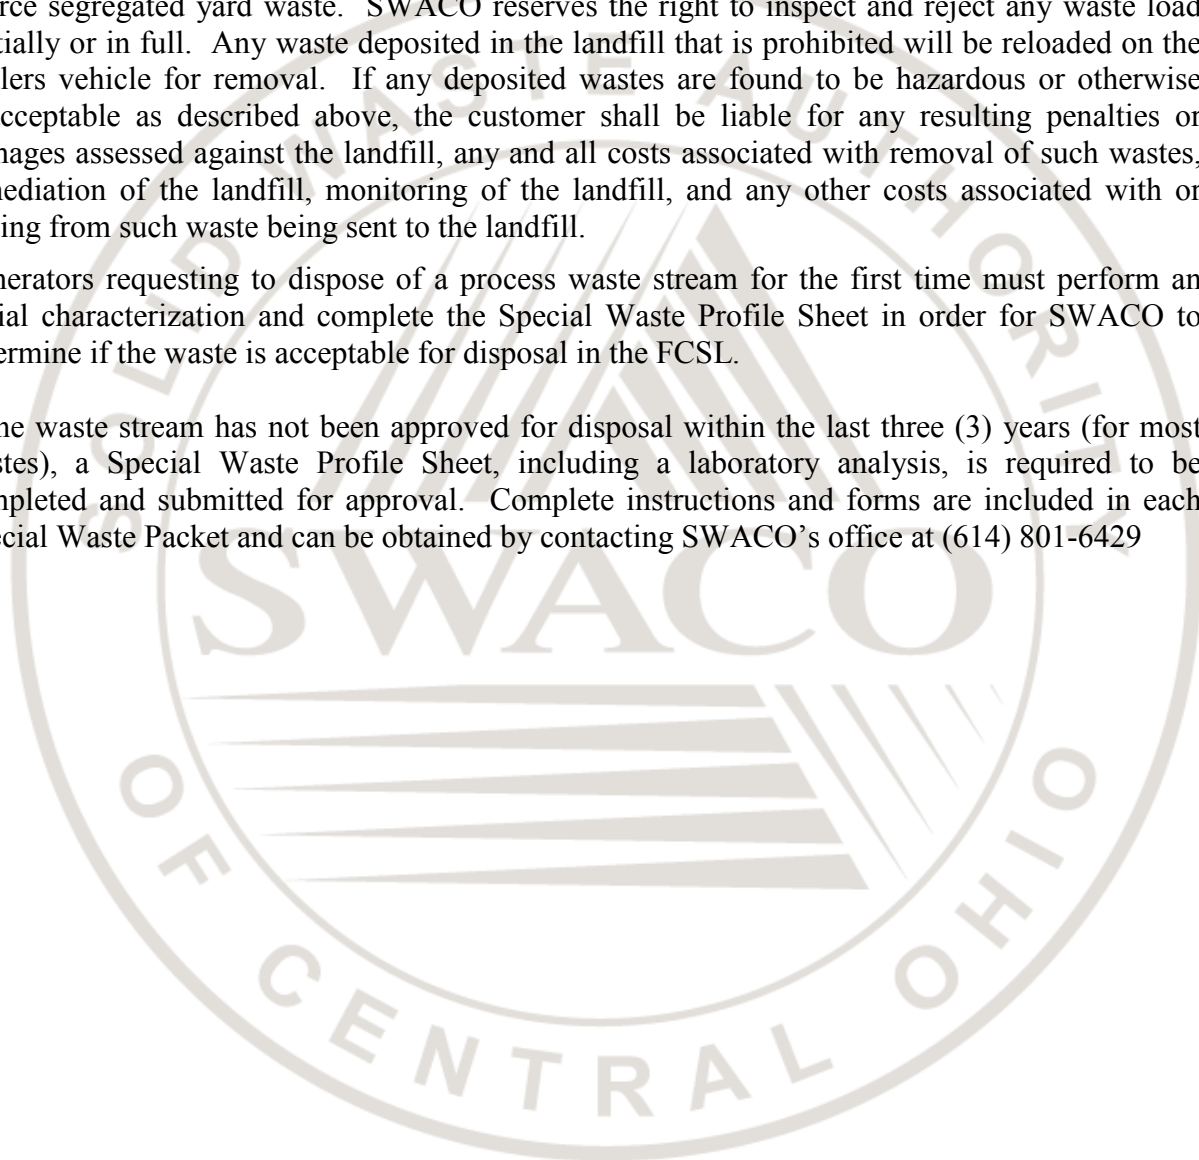 rce segregated yard waste. SWACO reserves the right to inspect and reject any waste load
tially or in full. Any waste deposited in the landfill that is prohibited will be reloaded on the
lers vehicle for removal. If any deposited wastes are found to be hazardous or otherwise
cceptable as described above, the customer shall be liable for any resulting penalties or
mages assessed against the landfill, any and all costs associated with removal of such wastes,
mediation of the landfill, monitoring of the landfill, and any other costs associated with or
ing from such waste being sent to the landfill.
nerators requesting to dispose of a process waste stream for the first time must perform an
ial characterization and complete the Special Waste Profile Sheet in order for SWACO to
ermine if the waste is acceptable for disposal in the FCSL.
he waste stream has not been approved for disposal within the last three (3) years (for most
stes), a Special Waste Profile Sheet, including a laboratory analysis, is required to be
mpleted and submitted for approval. Complete instructions and forms are included in each
ecial Waste Packet and can be obtained by contacting SWACO’s office at (614) 801-6429
SOLID WASTE AUTHORITY
SWACO
OF CENTRAL OHIO